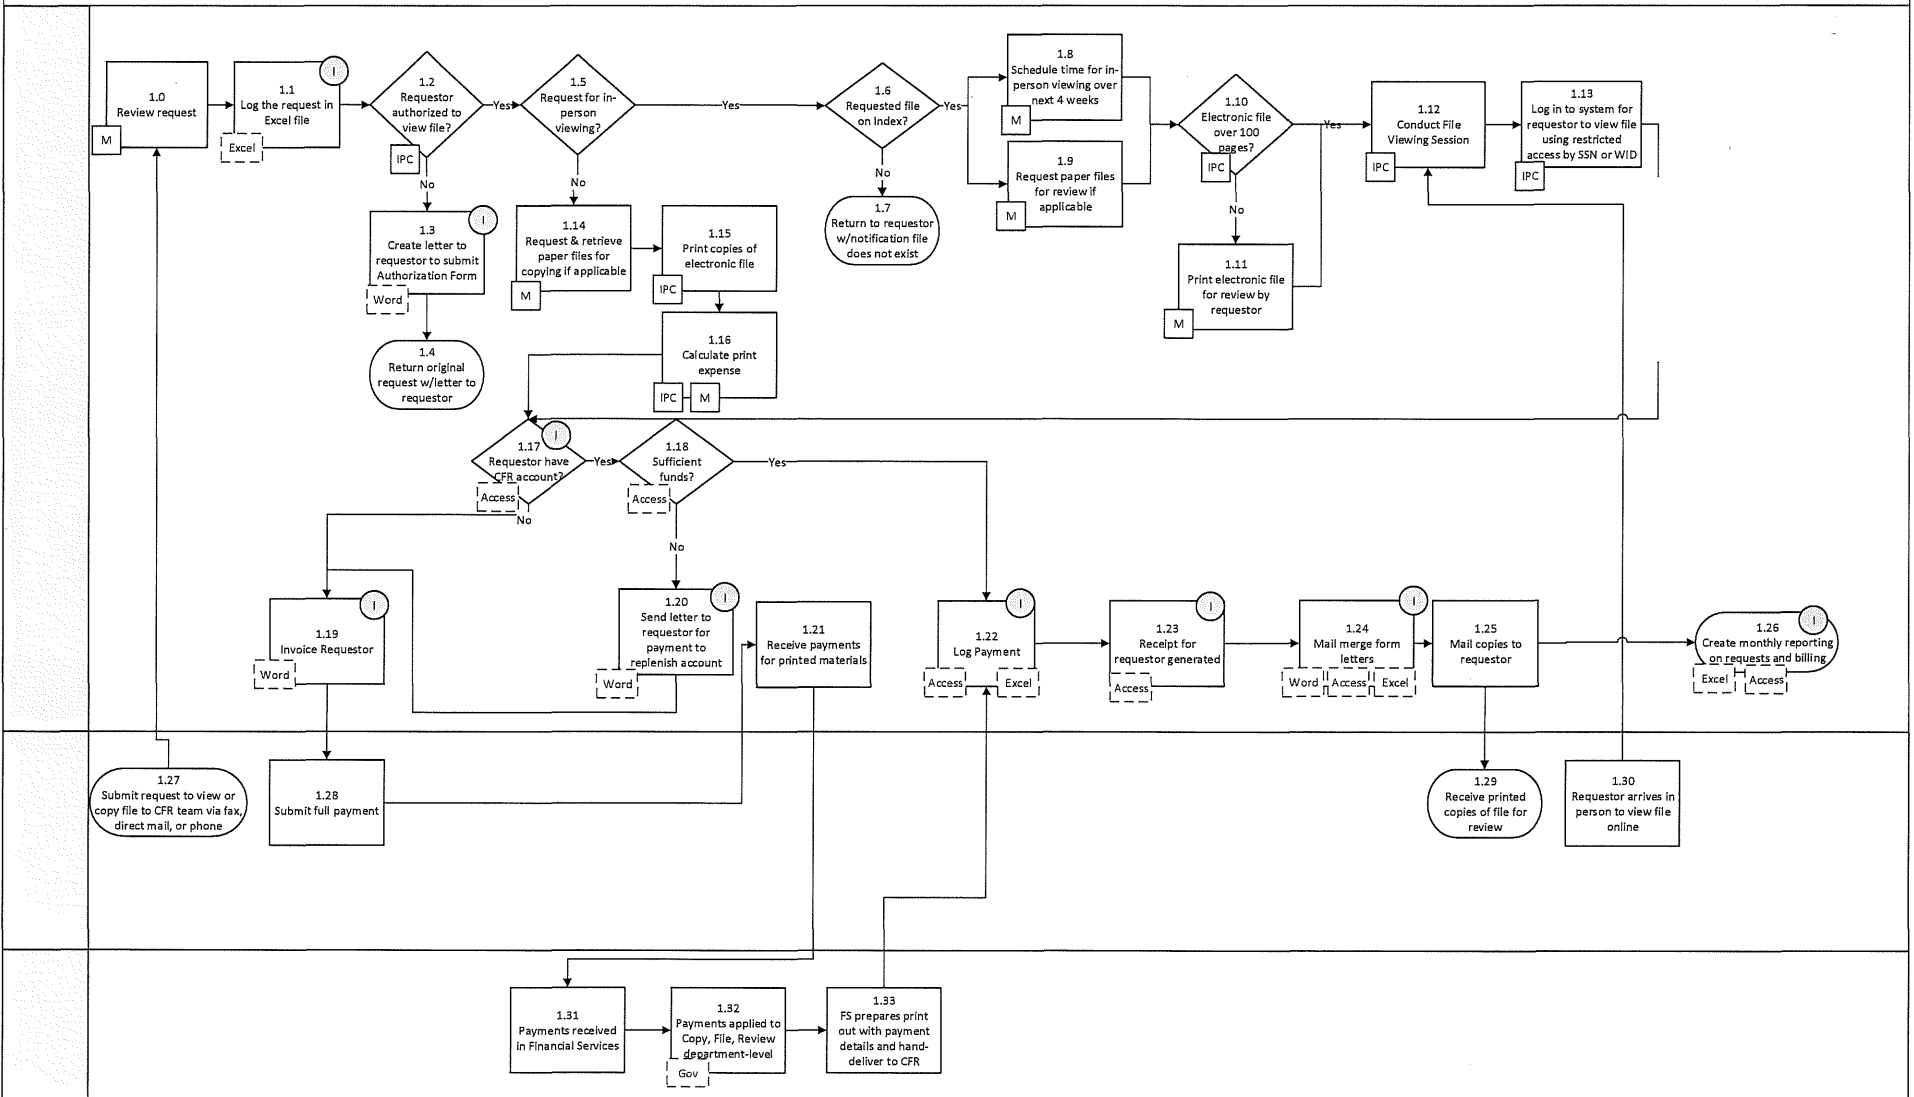 1.0
Review request
M
1.1
Log the request in
Excel file
I
Excel
1.2
Requestor
authorized to
view file?
IPC
Yes
No
1.3
Create letter to
requestor to submit
Authorization Form
I
Word
1.4
Return original
request w/letter to
requestor
1.5
Request for in-
person viewing?
Yes
No
1.14
Request & retrieve
paper files for
copying if applicable
M
1.15
Print copies of
electronic file
IPC
1.16
Calculate print
expense
IPC
M
1.6
Requested file
on Index?
Yes
No
1.7
Return to requestor
w/notification file
does not exist
1.8
Schedule time for in-
person viewing over
next 4 weeks
M
1.9
Request paper files
for review if
applicable
M
1.10
Electronic file
over 100
pages?
IPC
Yes
No
1.11
Print electronic file
for review by
requestor
M
1.12
Conduct File
Viewing Session
IPC
1.13
Log in to system for
requestor to view file
using restricted
access by SSN or WID
IPC
1.17
Requestor have
CFR account?
I
Access
Yes
No
1.18
Sufficient
funds?
Access
Yes
No
1.19
Invoice Requestor
I
Word
1.20
Send letter to
requestor for
payment to
replenish account
I
Word
1.21
Receive payments
for printed materials
1.22
Log Payment
I
Access
Excel
1.23
Receipt for
requestor generated
I
Access
1.24
Mail merge form
letters
I
Word
Access
Excel
1.25
Mail copies to
requestor
1.26
Create monthly reporting
on requests and billing
I
Excel
Access
1.27
Submit request to view or
copy file to CFR team via fax,
direct mail, or phone
1.28
Submit full payment
1.29
Receive printed
copies of file for
review
1.30
Requestor arrives in
person to view file
online
1.31
Payments received
in Financial Services
1.32
Payments applied to
Copy, File, Review
department-level
Gov
1.33
FS prepares print
out with payment
details and hand-
deliver to CFR